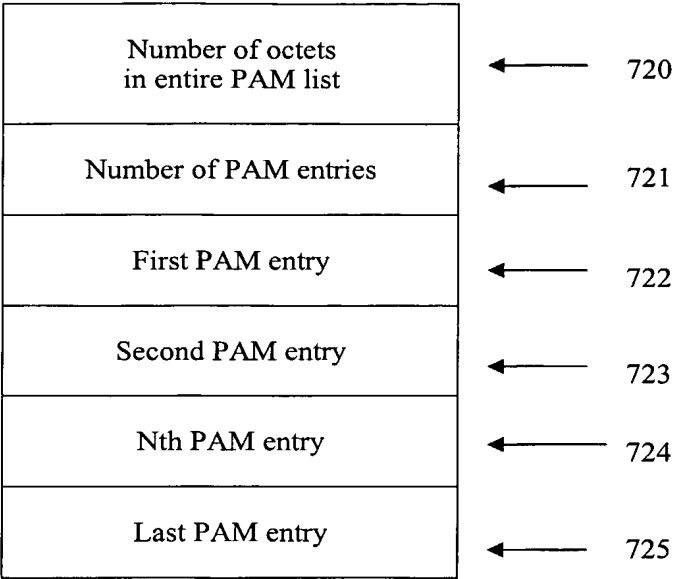 Number of octets
in entire PAM list
720
Number of PAM entries
721
First PAM entry
722
Second PAM entry
723
Nth PAM entry
724
Last PAM entry
725